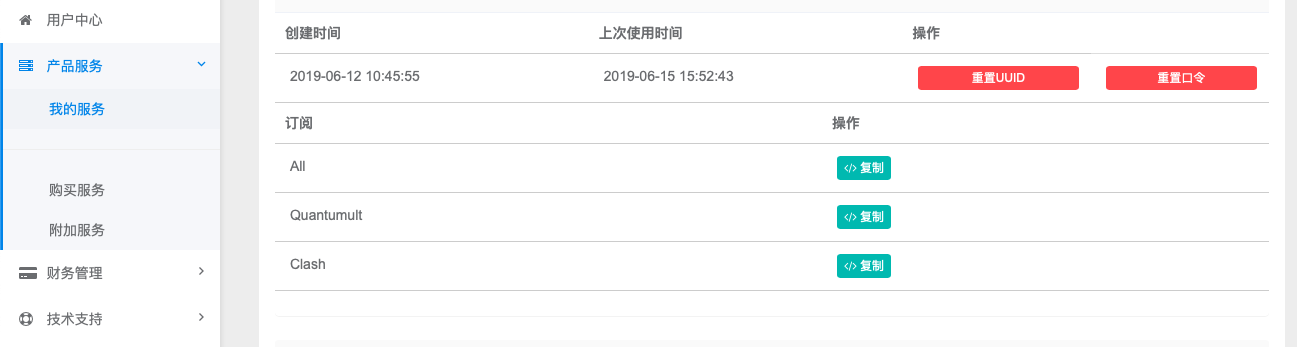 用户中心
产品服务
我的服务
购买服务
附加服务
财务管理
技术支持
创建时间 上次使用时间 操作
2019-06-12 10:45:55 2019-06-15 15:52:43 重置UUID 重置口令
订阅 操作
All </> 复制
Quantumult </> 复制
Clash </> 复制